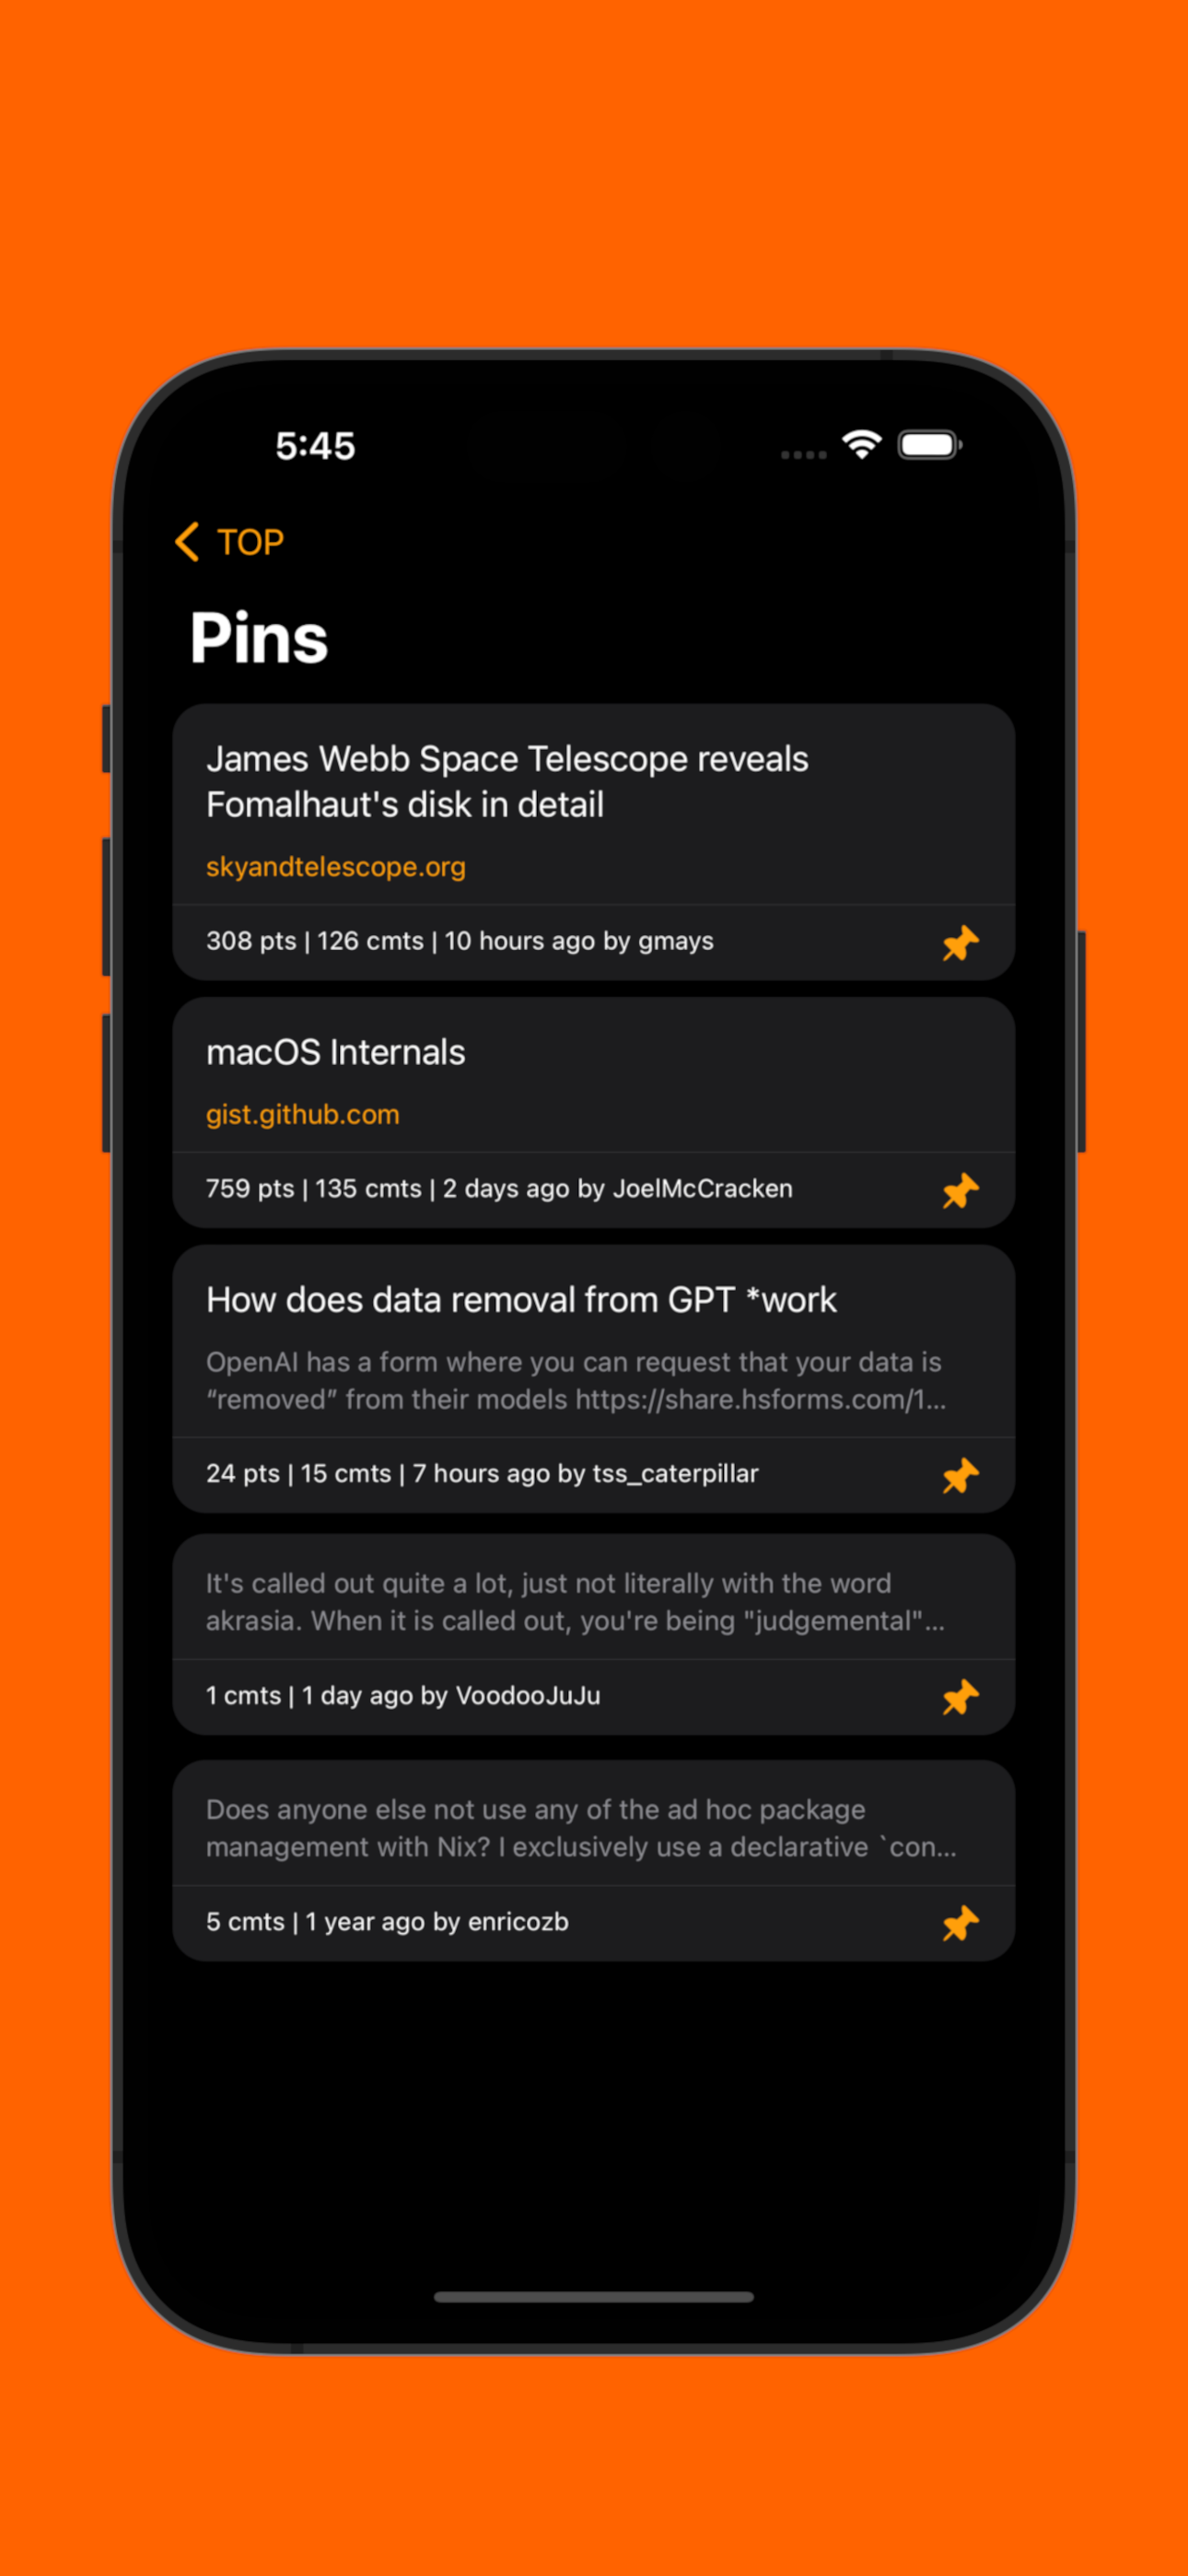 5:45
TOP
Pins
James Webb Space Telescope reveals
Fomalhaut's disk in detail
skyandtelescope.org
308 pts | 126 cmts | 10 hours ago by gmays
macOS Internals
gist.github.com
759 pts | 135 cmts | 2 days ago by JoelMcCracken
How does data removal from GPT *work
OpenAI has a form where you can request that your data is
“removed” from their models https://share.hsforms.com/1...
24 pts | 15 cmts | 7 hours ago by tss_caterpillar
It's called out quite a lot, just not literally with the word
akrasia. When it is called out, you're being "judgemental"...
1 cmts | 1 day ago by VoodooJuJu
Does anyone else not use any of the ad hoc package
management with Nix? I exclusively use a declarative `con...
5 cmts | 1 year ago by enricozb